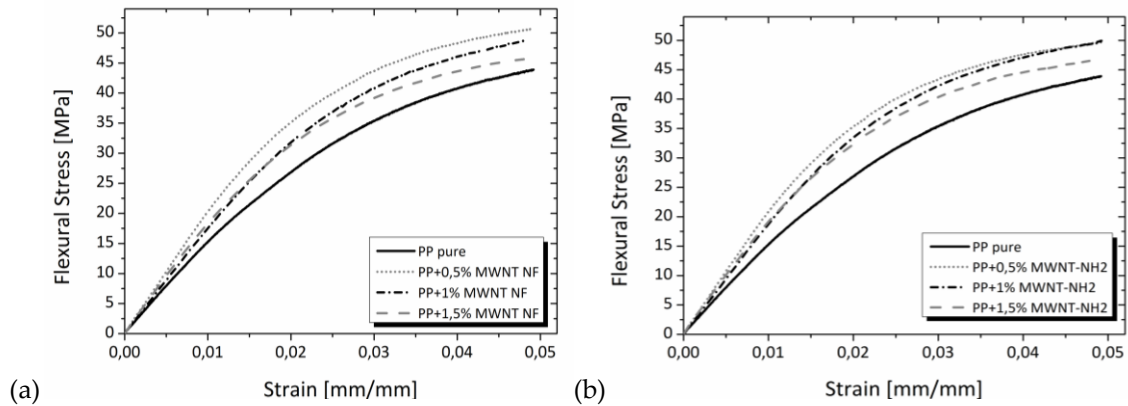 Flexural Stress [MPa]
50
45
40
35
30
25
20
15
10
5
0
PP pure
PP+0,5% MWNT NF
PP+1% MWNT NF
PP+1,5% MWNT NF
0,00 0,01 0,02 0,03 0,04 0,05
(a) Strain [mm/mm]
Flexural Stress [MPa]
50
45
40
35
30
25
20
15
10
5
0
PP pure
PP+0,5% MWNT-NH2
PP+1% MWNT-NH2
PP+1,5% MWNT-NH2
0,00 0,01 0,02 0,03 0,04 0,05
(b) Strain [mm/mm]